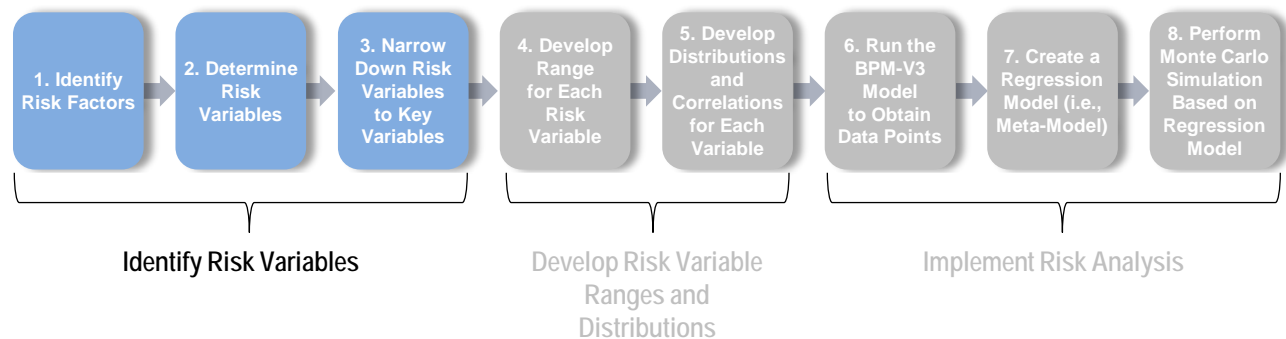 1. Identify
Risk Factors
2. Determine
Risk
Variables
3. Narrow
Down Risk
Variables
to Key
Variables
4. Develop
Range
for Each
Risk
Variable
5. Develop
Distributions
and
Correlations
for Each
Variable
6. Run the
BPM-V3
Model
to Obtain
Data Points
7. Create a
Regression
Model (i.e.,
Meta-Model)
8. Perform
Monte Carlo
Simulation
Based on
Regression
Model
Identify Risk Variables
Develop Risk Variable
Ranges and
Distributions
Implement Risk Analysis